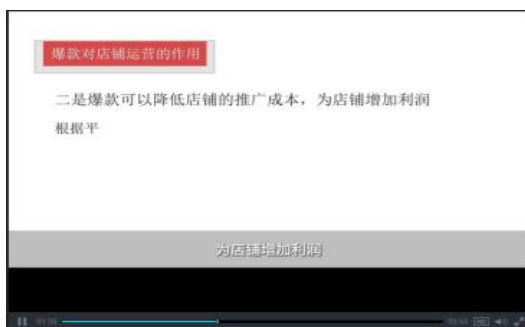 爆款对店铺运营的作用
二是爆款可以降低店铺的推广成本，为店铺增加利润
根据平
为店铺增加利润